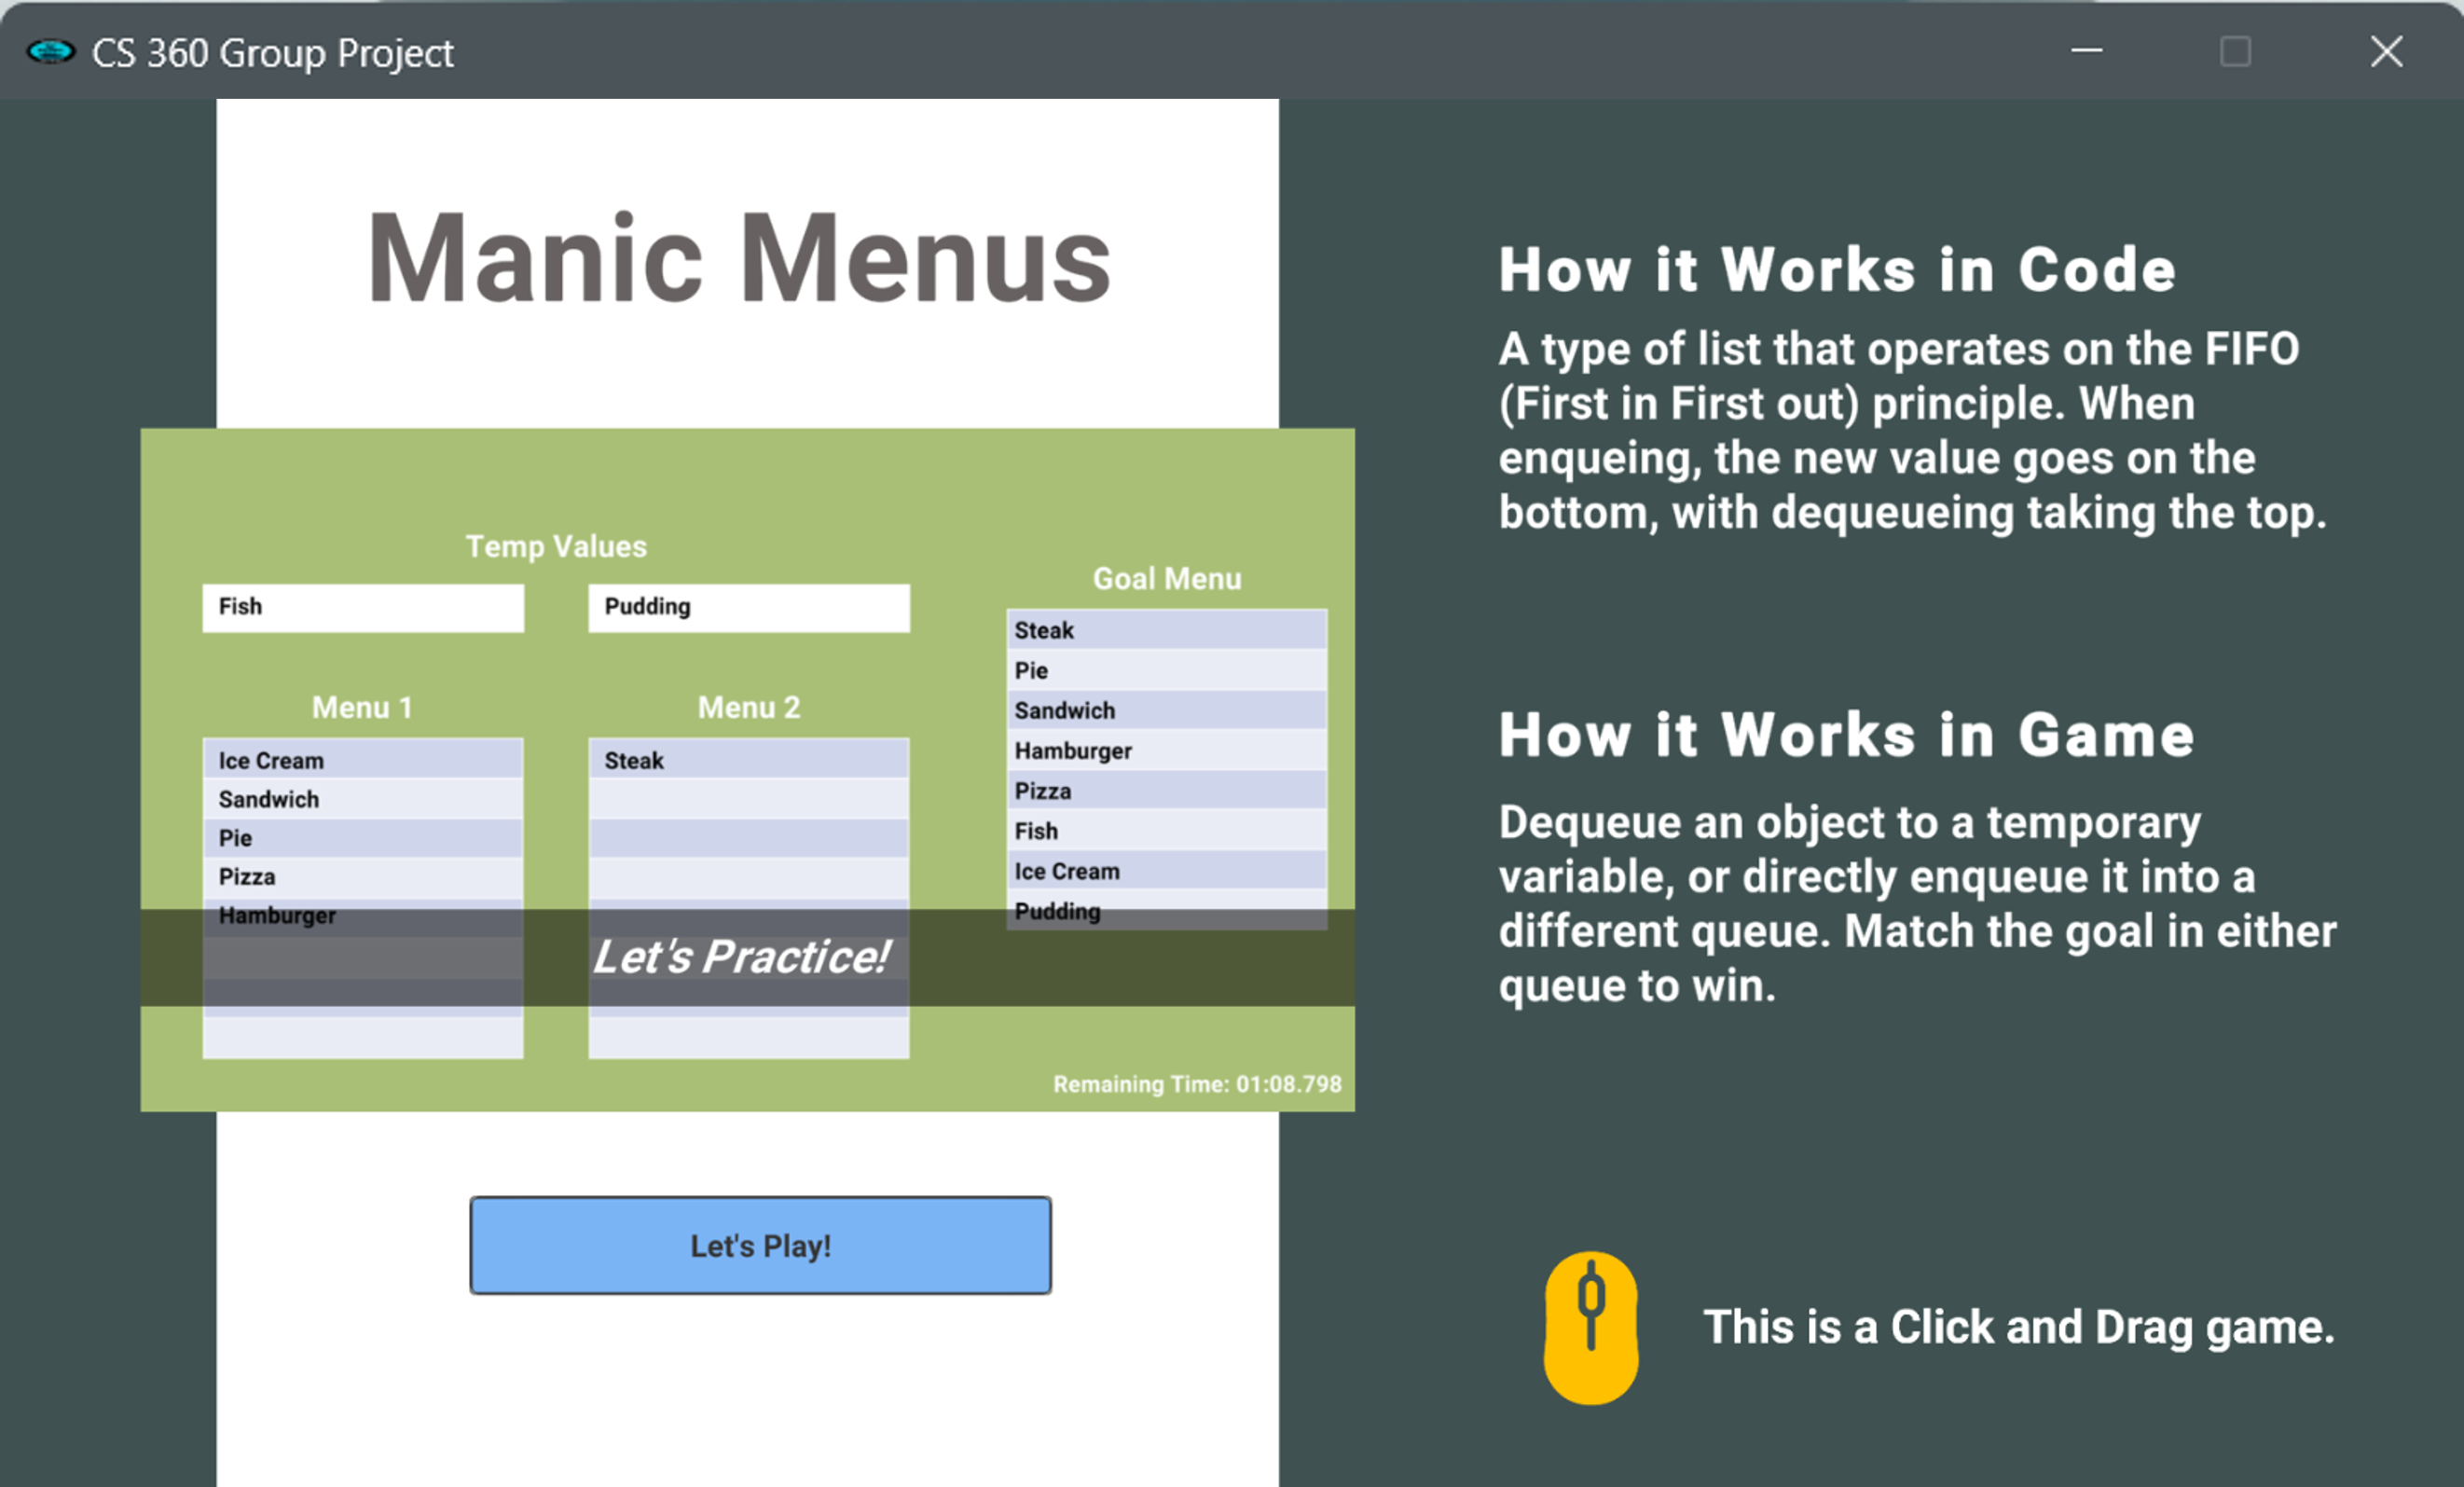 CS 360 Group Project
Manic Menus
Temp Values
Fish
Pudding
Menu 1
Ice Cream
Sandwich
Pie
Pizza
Hamburger
Menu 2
Steak
Goal Menu
Steak
Pie
Sandwich
Hamburger
Pizza
Fish
Ice Cream
Pudding
Let's Practice!
Remaining Time: 01:08.798
Let's Play!
How it Works in Code
A type of list that operates on the FIFO
(First in First out) principle. When
enqueing, the new value goes on the
bottom, with dequeueing taking the top.
How it Works in Game
Dequeue an object to a temporary
variable, or directly enqueue it into a
different queue. Match the goal in either
queue to win.
This is a Click and Drag game.